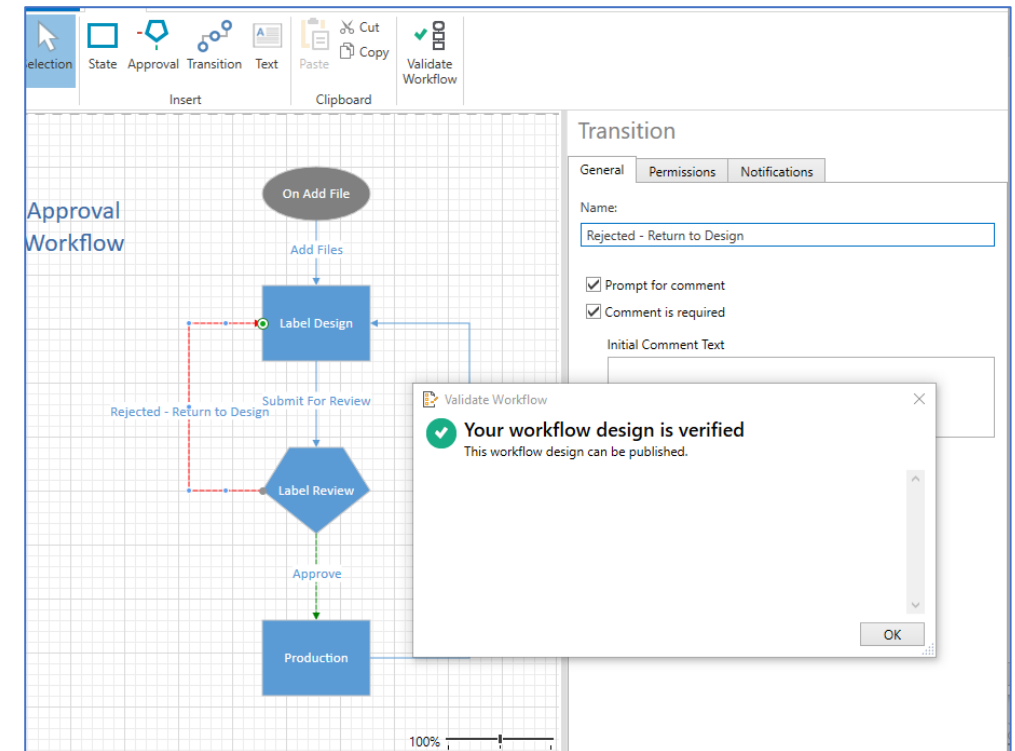 Selection
State
Approval
Transition
Text
Paste
Cut
Copy
Validate
Workflow
Insert
Clipboard
Approval
Workflow
On Add File
Add Files
Label Design
Submit For Review
Rejected - Return to Design
Label Review
Approve
Production
100%
Transition
General
Permissions
Notifications
Name:
Rejected - Return to Design
Prompt for comment
Comment is required
Initial Comment Text
Validate Workflow
Your workflow design is verified
This workflow design can be published.
OK